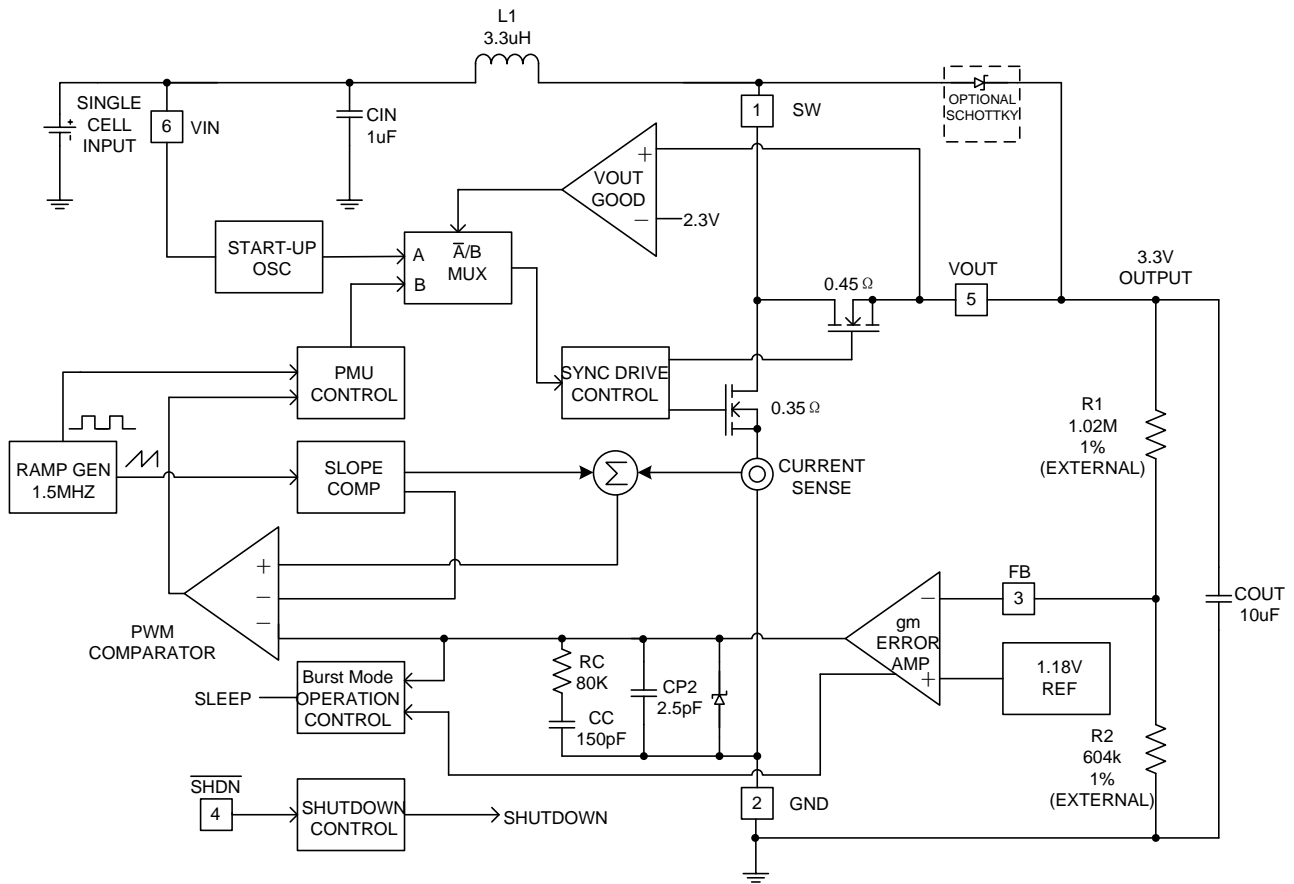 L1
3.3uH
SINGLE
CELL
INPUT
+
6
VIN
CIN
1uF
1
SW
OPTIONAL
SCHOTTKY
VOUT
GOOD
+
−
2.3V
START-UP
OSC
A
B
A̅/B
MUX
0.45Ω
VOUT
5
3.3V
OUTPUT
PMU
CONTROL
SYNC DRIVE
CONTROL
0.35Ω
R1
1.02M
1%
(EXTERNAL)
RAMP GEN
1.5MHZ
SLOPE
COMP
Σ
CURRENT
SENSE
+
−
−
PWM
COMPARATOR
FB
3
COUT
10uF
−
gm
ERROR
AMP
+
1.18V
REF
RC
80K
CC
150pF
CP2
2.5pF
SLEEP
Burst Mode
OPERATION
CONTROL
R2
604k
1%
(EXTERNAL)
S̅H̅D̅N̅
4
SHUTDOWN
CONTROL
SHUTDOWN
2
GND